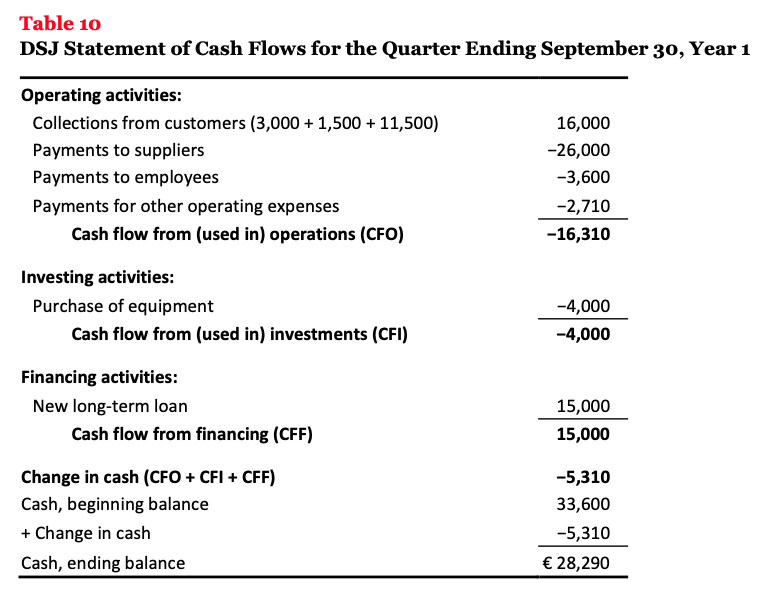 Table 10
DSJ Statement of Cash Flows for the Quarter Ending September 30, Year 1
Operating activities:
Collections from customers (3,000 + 1,500 + 11,500) 16,000
Payments to suppliers −26,000
Payments to employees −3,600
Payments for other operating expenses −2,710
Cash flow from (used in) operations (CFO) −16,310
Investing activities:
Purchase of equipment −4,000
Cash flow from (used in) investments (CFI) −4,000
Financing activities:
New long-term loan 15,000
Cash flow from financing (CFF) 15,000
Change in cash (CFO + CFI + CFF) −5,310
Cash, beginning balance 33,600
+ Change in cash −5,310
Cash, ending balance € 28,290